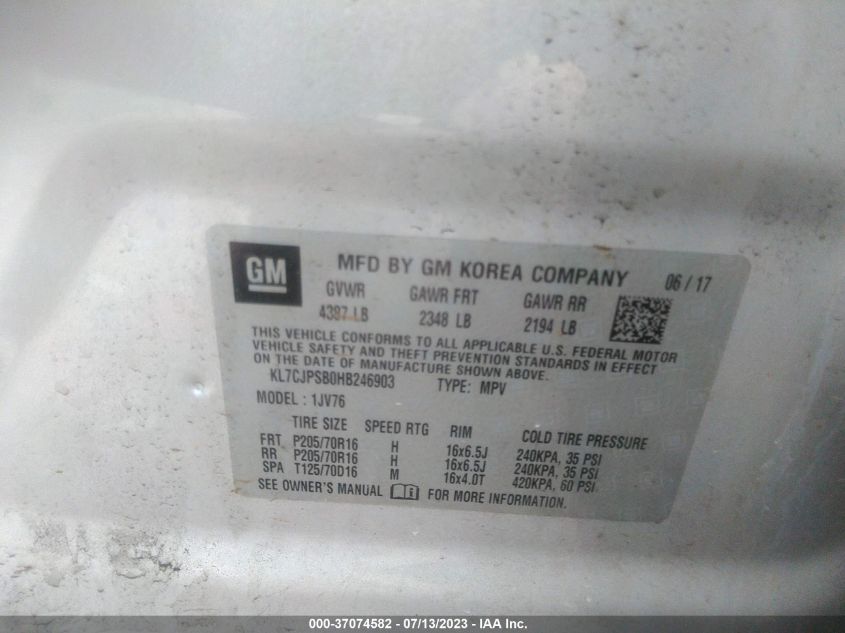 GM MFD BY GM KOREA COMPANY 06 / 17
GVWR GAWR FRT GAWR RR
4397 LB 2348 LB 2194 LB
THIS VEHICLE CONFORMS TO ALL APPLICABLE U.S. FEDERAL MOTOR
VEHICLE SAFETY AND THEFT PREVENTION STANDARDS IN EFFECT
ON THE DATE OF MANUFACTURE SHOWN ABOVE.
KL7CJPSB0HB246903 TYPE: MPV
MODEL : 1JV76
TIRE SIZE SPEED RTG RIM COLD TIRE PRESSURE
FRT P205/70R16 H 16x6.5J 240KPA, 35 PSI
RR P205/70R16 H 16x6.5J 240KPA, 35 PSI
SPA T125/70D16 M 16x4.0T 420KPA, 60 PSI
SEE OWNER'S MANUAL FOR MORE INFORMATION.
000-37074582 / 07/13/2023 - IAA Inc.